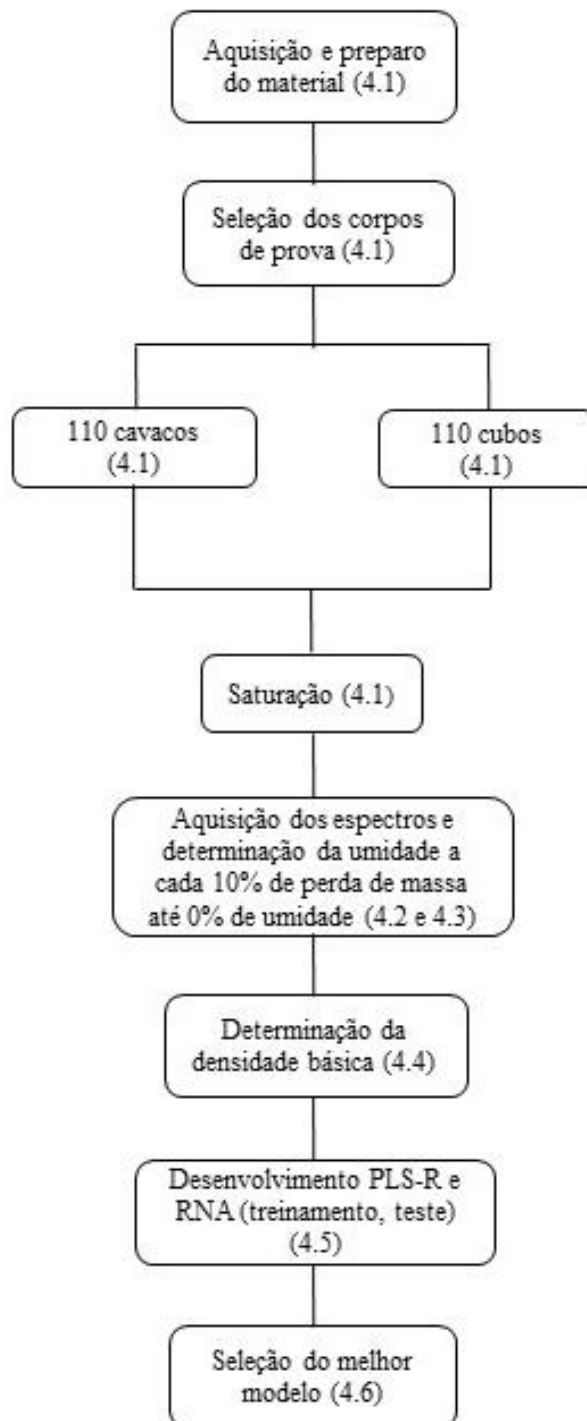 Aquisição e preparo
do material (4.1)
Seleção dos corpos
de prova (4.1)
110 cavacos
(4.1)
110 cubos
(4.1)
Saturação (4.1)
Aquisição dos espectros e
determinação da umidade a
cada 10% de perda de massa
até 0% de umidade (4.2 e 4.3)
Determinação da
densidade básica (4.4)
Desenvolvimento PLS-R e
RNA (treinamento, teste)
(4.5)
Seleção do melhor
modelo (4.6)